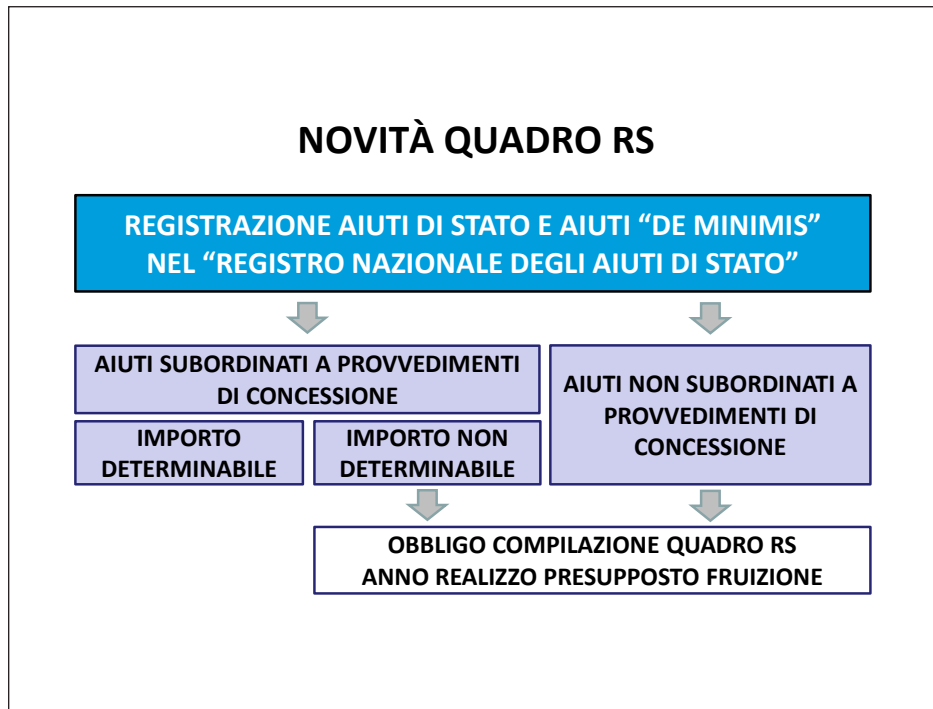 NOVITÀ QUADRO RS
REGISTRAZIONE AIUTI DI STATO E AIUTI “DE MINIMIS”
NEL “REGISTRO NAZIONALE DEGLI AIUTI DI STATO”
AIUTI SUBORDINATI A PROVVEDIMENTI
DI CONCESSIONE
IMPORTO
DETERMINABILE
IMPORTO NON
DETERMINABILE
AIUTI NON SUBORDINATI A
PROVVEDIMENTI DI
CONCESSIONE
OBBLIGO COMPILAZIONE QUADRO RS
ANNO REALIZZO PRESUPPOSTO FRUIZIONE